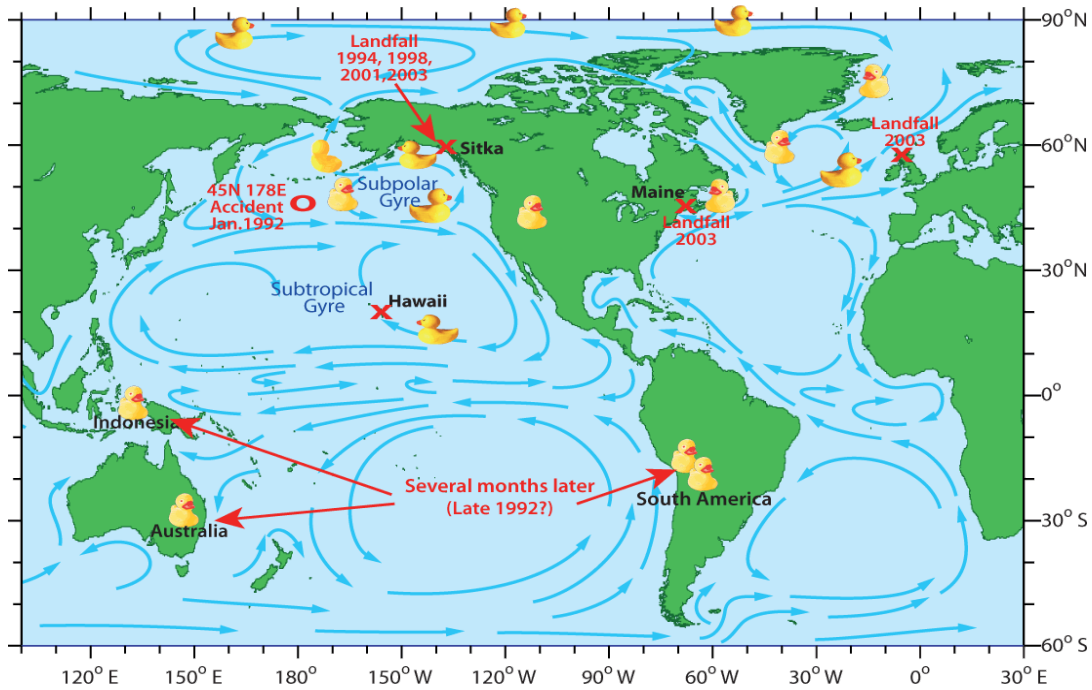 Landfall
1994, 1998,
2001,2003
Sitka
45N 178E
Accident
Jan.1992
Subpolar
Gyre
Maine
Landfall
2003
Landfall
2003
Subtropical
Gyre
Hawaii
Indonesia
Australia
Several months later
(Late 1992?)
South America
90° N
60° N
30° N
0°
30° S
60° S
120° E
150° E
180° E
150° W
120° W
90° W
60° W
30° W
0°
30° E